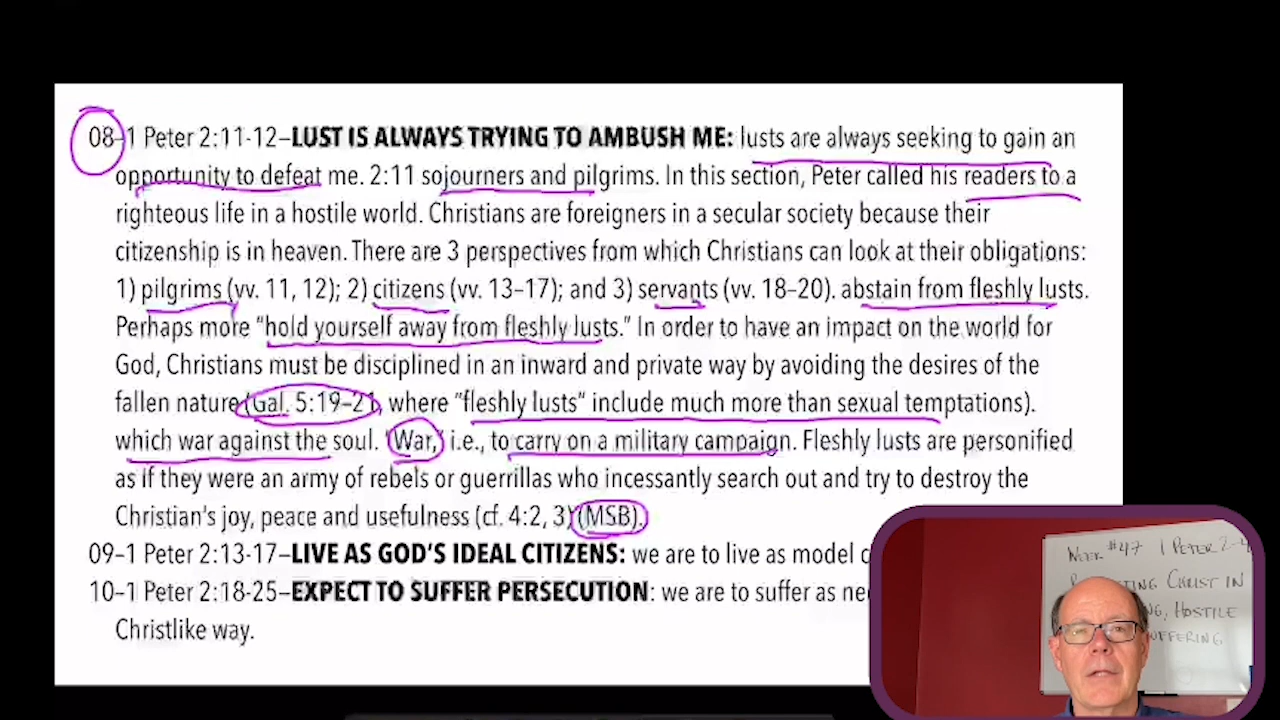 08-1 Peter 2:11-12–LUST IS ALWAYS TRYING TO AMBUSH ME: lusts are always seeking to gain an
opportunity to defeat me. 2:11 sojourners and pilgrims. In this section, Peter called his readers to a
righteous life in a hostile world. Christians are foreigners in a secular society because their
citizenship is in heaven. There are 3 perspectives from which Christians can look at their obligations:
1) pilgrims (vv. 11, 12); 2) citizens (vv. 13–17); and 3) servants (vv. 18–20). abstain from fleshly lusts.
Perhaps more “hold yourself away from fleshly lusts.” In order to have an impact on the world for
God, Christians must be disciplined in an inward and private way by avoiding the desires of the
fallen nature (Gal. 5:19–21, where “fleshly lusts” include much more than sexual temptations).
which war against the soul. “War,” i.e., to carry on a military campaign. Fleshly lusts are personified
as if they were an army of rebels or guerrillas who incessantly search out and try to destroy the
Christian's joy, peace and usefulness (cf. 4:2, 3) (MSB).
09–1 Peter 2:13-17–LIVE AS GOD'S IDEAL CITIZENS: we are to live as model
10–1 Peter 2:18-25–EXPECT TO SUFFER PERSECUTION: we are to suffer as
Christlike way.
WEEK #47 1 PETER 2-4
CHRIST IN
HOSTILE